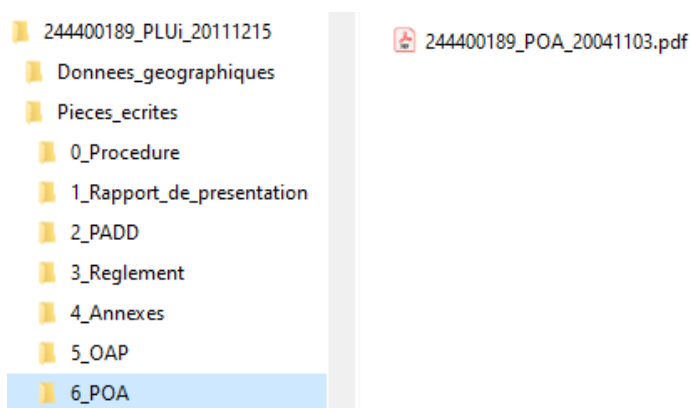 244400189_PLUi_20111215
Donnees_geographiques
Pieces_ecrites
0_Procedure
1_Rapport_de_presentation
2_PADD
3_Reglement
4_Annexes
5_OAP
6_POA
244400189_POA_20041103.pdf